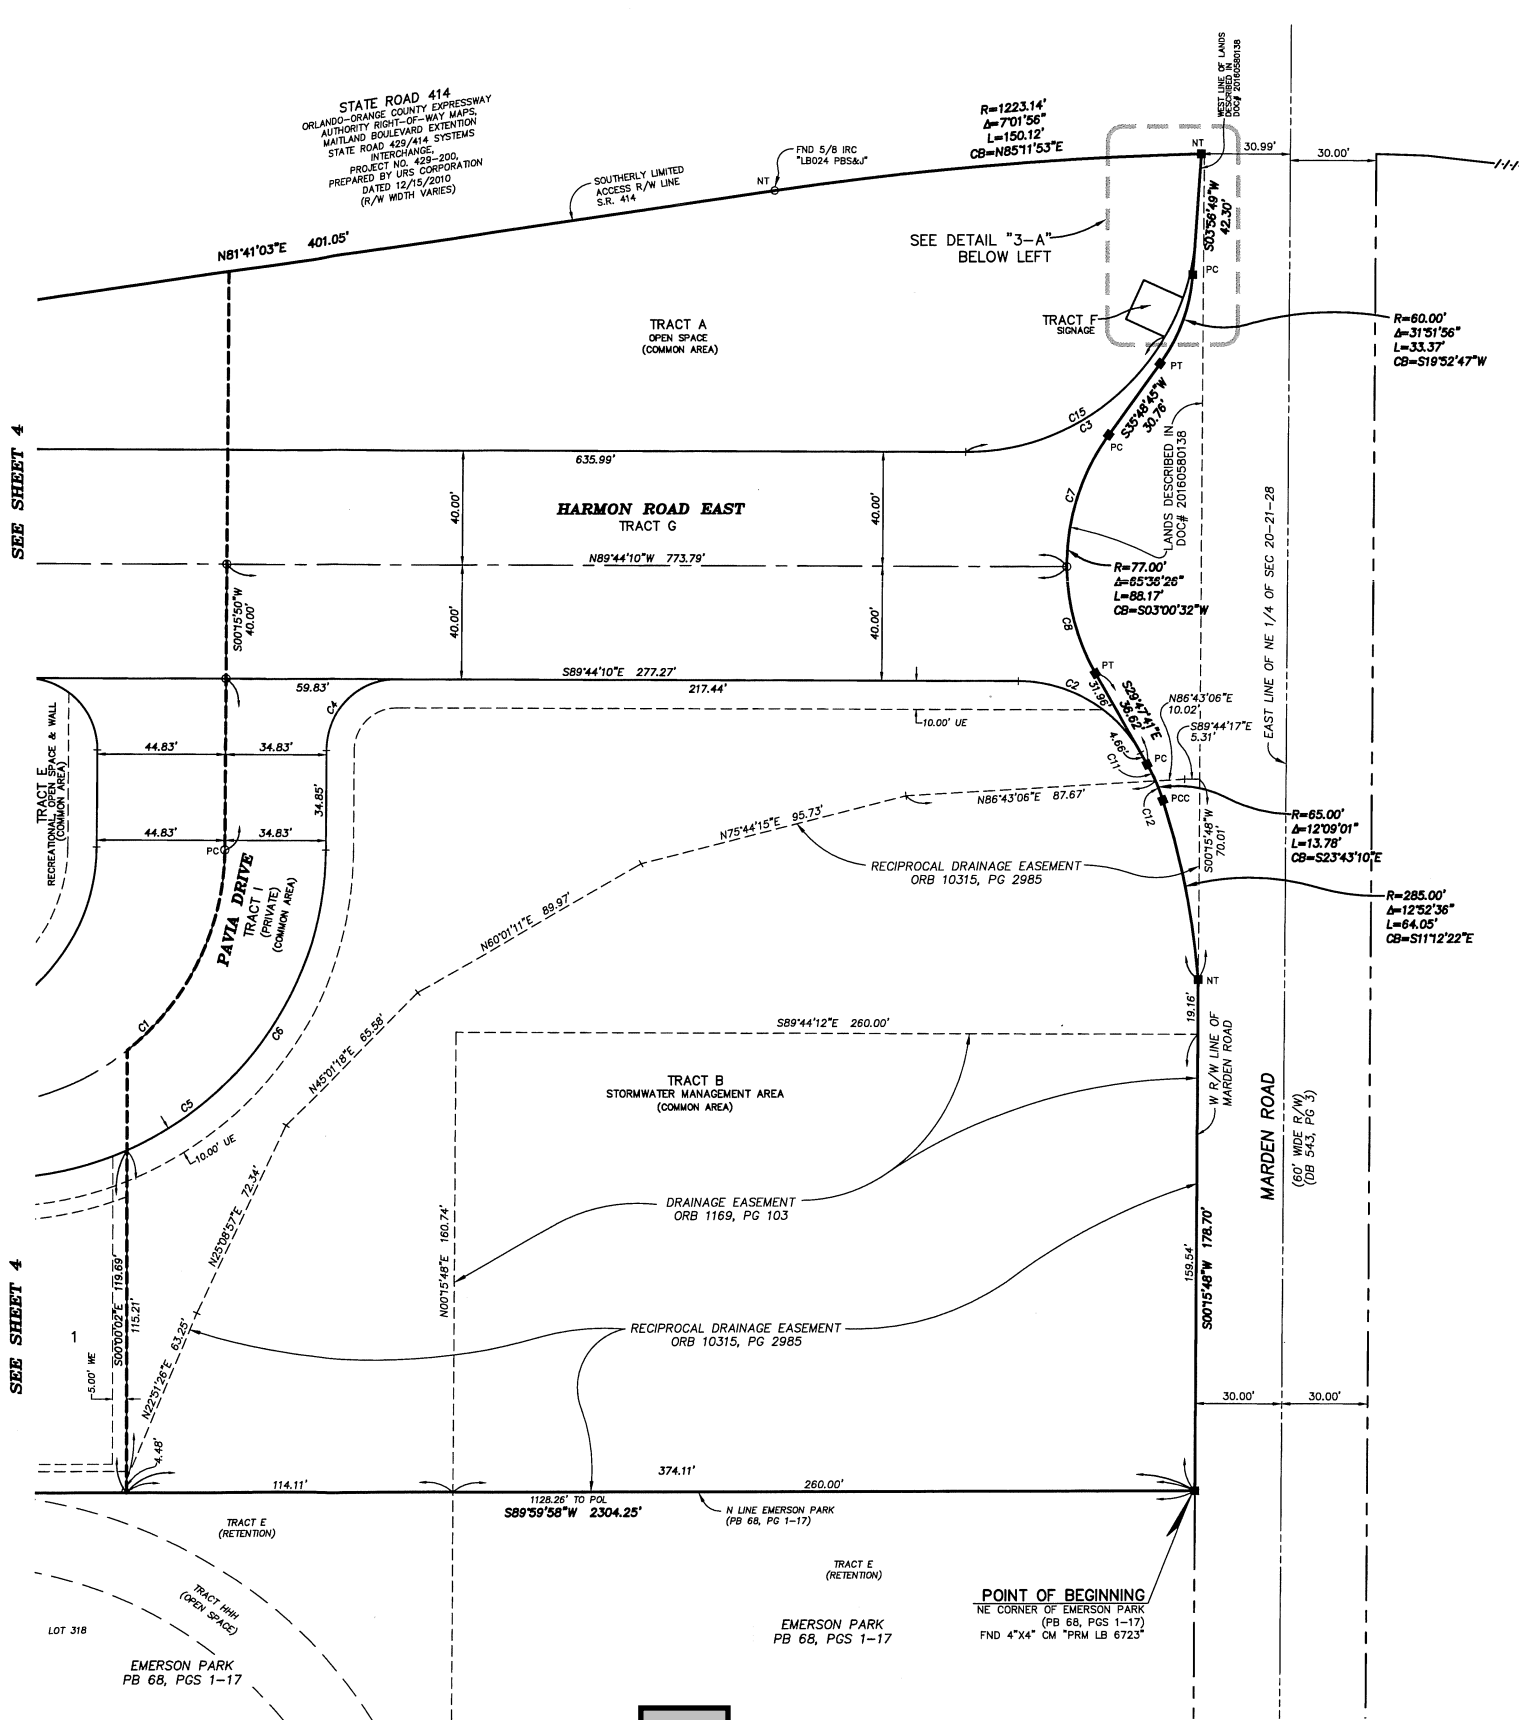 STATE ROAD 414
ORLANDO-ORANGE COUNTY EXPRESSWAY
AUTHORITY RIGHT-OF-WAY MAPS,
MAITLAND BOULEVARD EXTENTION
STATE ROAD 429/414 SYSTEMS
INTERCHANGE,
PROJECT NO. 429-200,
PREPARED BY URS CORPORATION
DATED 12/15/2010
(R/W WIDTH VARIES)
SOUTHERLY LIMITED
ACCESS R/W LINE
S.R. 414
NT
FND 5/8 IRC
"LB024 PBS&J"
R=1223.14'
Δ=7°01'56"
L=150.12'
CB=N85°11'53"E
WEST LINE OF LANDS
DESCRIBED IN
DOC# 20160580138
NT
30.99'
30.00'
N81°41'03"E 401.05'
SEE DETAIL "3-A"
BELOW LEFT
S03°56'49"W
42.30'
PC
TRACT F
SIGNAGE
TRACT A
OPEN SPACE
(COMMON AREA)
R=60.00'
Δ=31°51'56"
L=33.37'
CB=S19°52'47"W
PT
S35°48'45"W
30.76'
PC
C15
C3
SEE SHEET 4
635.99'
40.00'
40.00'
HARMON ROAD EAST
TRACT G
N89°44'10"W 773.79'
C7
LANDS DESCRIBED IN
DOC# 20160580138
EAST LINE OF NE 1/4 OF SEC 20-21-28
R=77.00'
Δ=65°36'26"
L=88.17'
CB=S03°00'32"W
S00°15'50"W
40.00'
40.00'
40.00'
C8
S89°44'10"E 277.27'
59.83'
217.44'
PT
C2
31.96'
S29°47'41"E
36.62'
N86°43'06"E
10.02'
S89°44'17"E
5.31'
10.00' UE
C4
TRACT E
RECREATIONAL, OPEN SPACE & WALL
(COMMON AREA)
44.83'
34.83'
4.66'
PC
C11
PCC
C12
34.85'
N86°43'06"E 87.67'
N75°44'15"E 95.73'
44.83'
34.83'
PC
S00°15'48"W
70.01'
R=65.00'
Δ=12°09'01"
L=13.78'
CB=S23°43'10"E
RECIPROCAL DRAINAGE EASEMENT
ORB 10315, PG 2985
PAVIA DRIVE
TRACT I
(PRIVATE)
(COMMON AREA)
R=285.00'
Δ=12°52'36"
L=64.05'
CB=S11°12'22"E
N60°01'11"E 89.97'
NT
19.16'
C1
C6
S89°44'12"E 260.00'
N45°01'18"E 65.58'
W R/W LINE OF
MARDEN ROAD
TRACT B
STORMWATER MANAGEMENT AREA
(COMMON AREA)
C5
10.00' UE
MARDEN ROAD
(60' WIDE R/W)
(DB 543, PG 3)
N25°08'57"E 72.34'
DRAINAGE EASEMENT
ORB 1169, PG 103
N00°15'48"E 160.74'
SEE SHEET 4
S00°00'02"E 119.69'
115.21'
159.54'
S00°15'48"W 178.70'
1
RECIPROCAL DRAINAGE EASEMENT
ORB 10315, PG 2985
N22°51'26"E 63.25'
5.00' WE
30.00'
30.00'
4.48'
114.11'
374.11'
260.00'
1128.26' TO POL
S89°59'58"W 2304.25'
N LINE EMERSON PARK
(PB 68, PG 1-17)
TRACT E
(RETENTION)
TRACT E
(RETENTION)
TRACT HHH
(OPEN SPACE)
POINT OF BEGINNING
NE CORNER OF EMERSON PARK
(PB 68, PGS 1-17)
FND 4"X4" CM "PRM LB 6723"
LOT 318
EMERSON PARK
PB 68, PGS 1-17
EMERSON PARK
PB 68, PGS 1-17